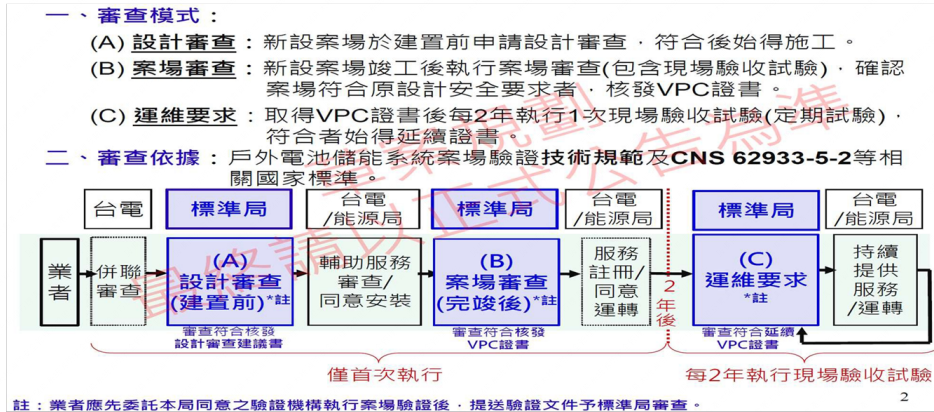 一、審查模式：
(A) 設計審查：新設案場於建置前申請設計審查，符合後始得施工。
(B) 案場審查：新設案場竣工後執行案場審查(包含現場驗收試驗)，確認
案場符合原設計安全要求者，核發VPC證書。
(C) 運維要求：取得VPC證書後每2年執行1次現場驗收試驗(定期試驗)，
符合者始得延續證書。
二、審查依據：戶外電池儲能系統案場驗證技術規範及CNS 62933-5-2等相
關國家標準。
草案規劃
最終請以正式公告為準
台電
標準局
台電
/能源局
標準局
台電
/能源局
標準局
台電
/能源局
業者
併聯
審查
(A)
設計審查
(建置前)*註
輔助服務
審查/
同意安裝
(B)
案場審查
(完竣後)*註
服務
註冊/
同意
運轉
2年後
(C)
運維要求
*註
持續
提供
服務
/運轉
審查符合核發
設計審查建議書
審查符合核發
VPC證書
審查符合延續
VPC證書
僅首次執行
每2年執行現場驗收試驗
註：業者應先委託本局同意之驗證機構執行案場驗證後，提送驗證文件予標準局審查。
2